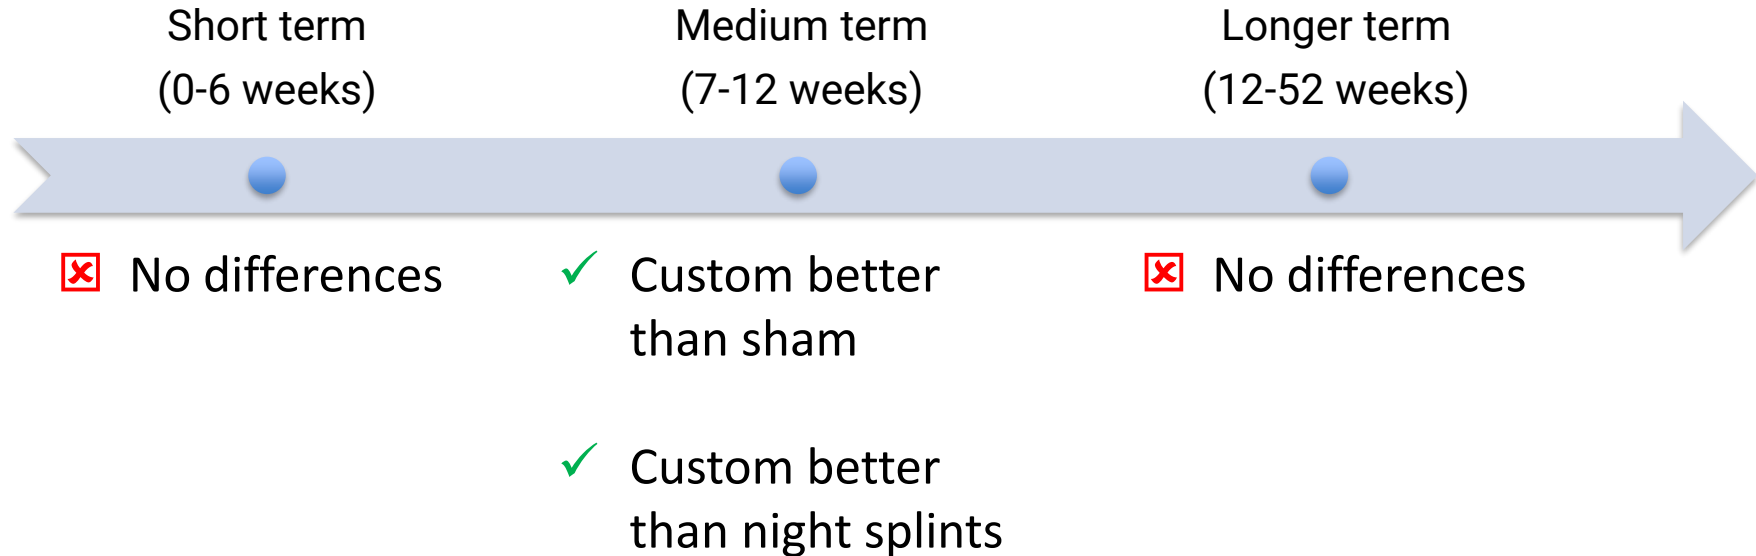 Short term
(0-6 weeks)
Medium term
(7-12 weeks)
Longer term
(12-52 weeks)
No differences
Custom better
than sham
Custom better
than night splints
No differences